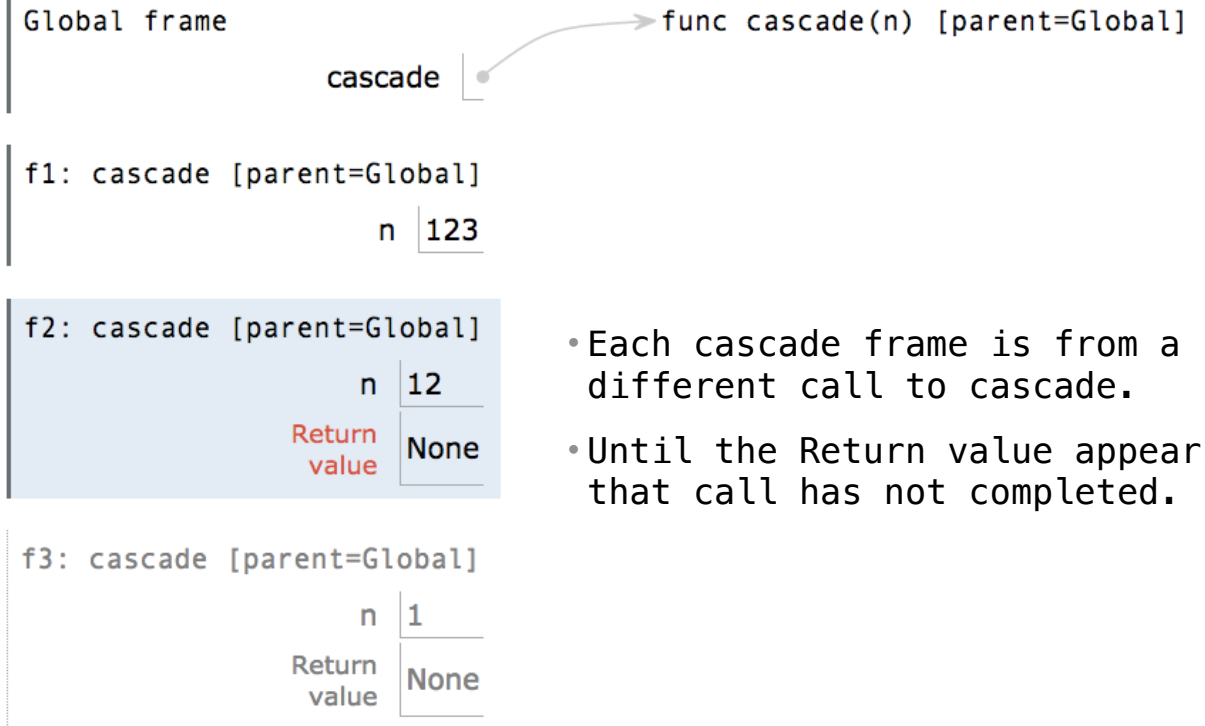 Global frame
func cascade(n) [parent=Global]
cascade
f1: cascade [parent=Global]
n 123
f2: cascade [parent=Global]
n 12
Return
value None
f3: cascade [parent=Global]
n 1
Return
value None
•Each cascade frame is from a
different call to cascade.
•Until the Return value appear
that call has not completed.